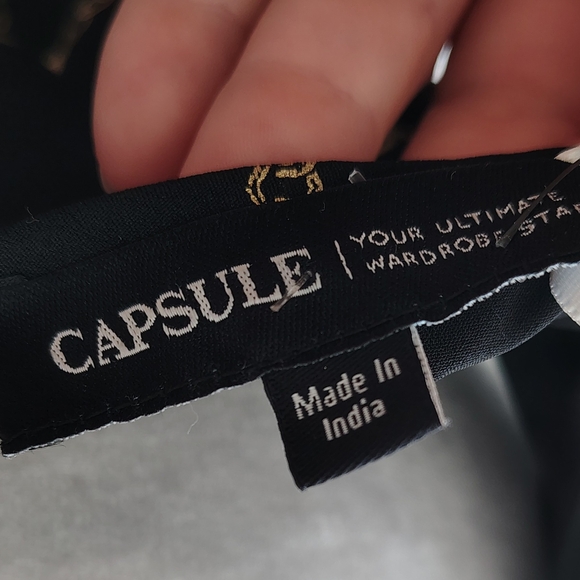 CAPSULE
YOUR ULTIMATE
WARDROBE
Made In
India